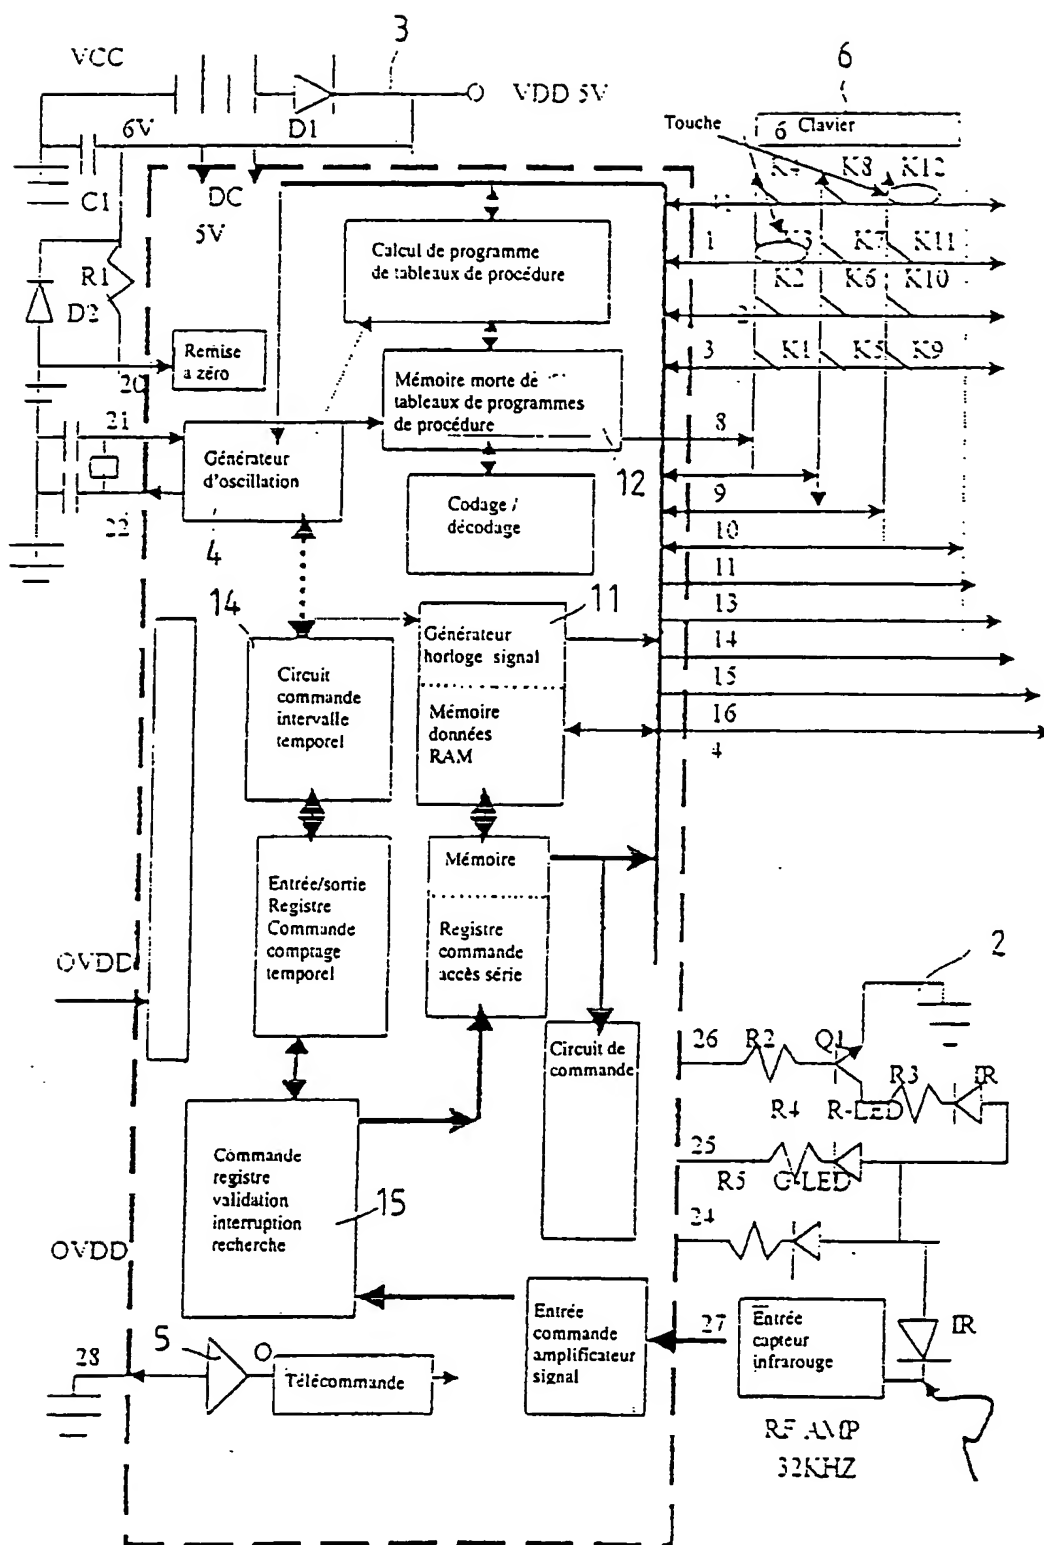 3
6
VCC
VDD 5V
6V
D1
Touche
6 Clavier
K4
K8
K12
C1
DC
5V
1
K3
K7
K11
Calcul de programme
de tableaux de procédure
K2
K6
K10
R1
D2
2
Remise
a zéro
3
K1
K5
K9
20
Mémoire morte de
tableaux de programmes
de procédure
21
8
Générateur
d'oscillation
12
9
Codage /
décodage
22
4
10
11
14
11
13
Générateur
horloge signal
14
Circuit
commande
intervalle
temporel
15
Mémoire
données
RAM
16
4
Mémoire
Entrée/sortie
Registre
Commande
comptage
temporel
Registre
commande
accès série
OVDD
2
26
R2
Q1
Circuit de
commande
R3
IR
R4
R-LED
25
R5
G-LED
Commande
registre
validation
interruption
recherche
15
24
OVDD
Entrée
commande
amplificateur
signal
27
Entrée
capteur
infrarouge
IR
5
28
O
Télécommande
RF AMP
32KHZ